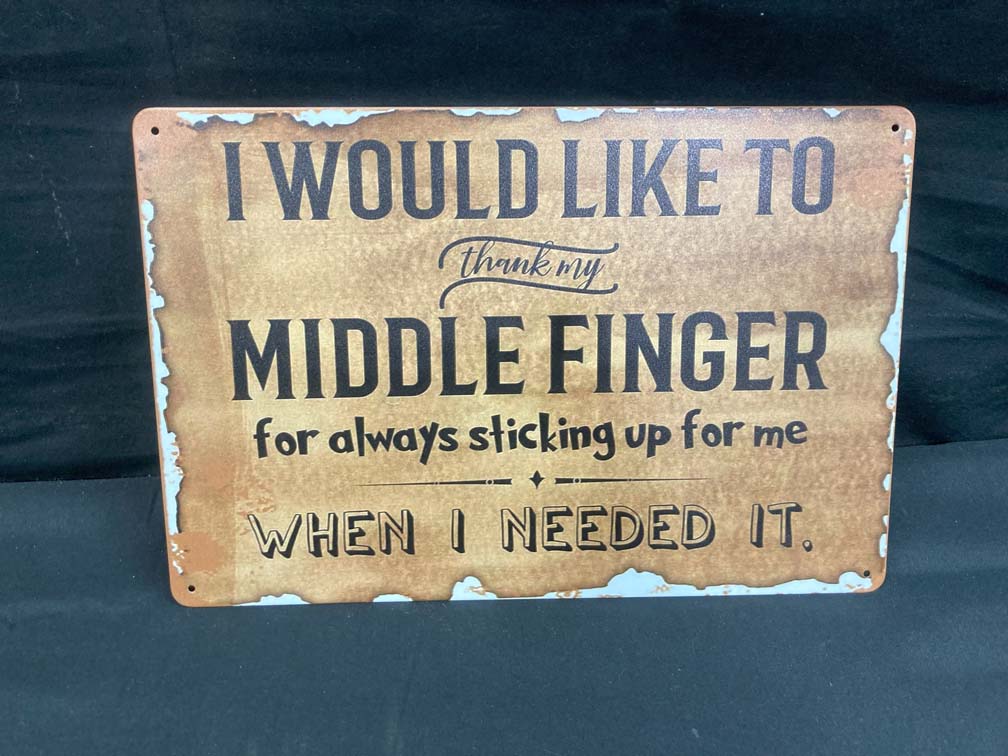 I WOULD LIKE TO
thank my
MIDDLE FINGER
for always sticking up for me
WHEN I NEEDED IT.